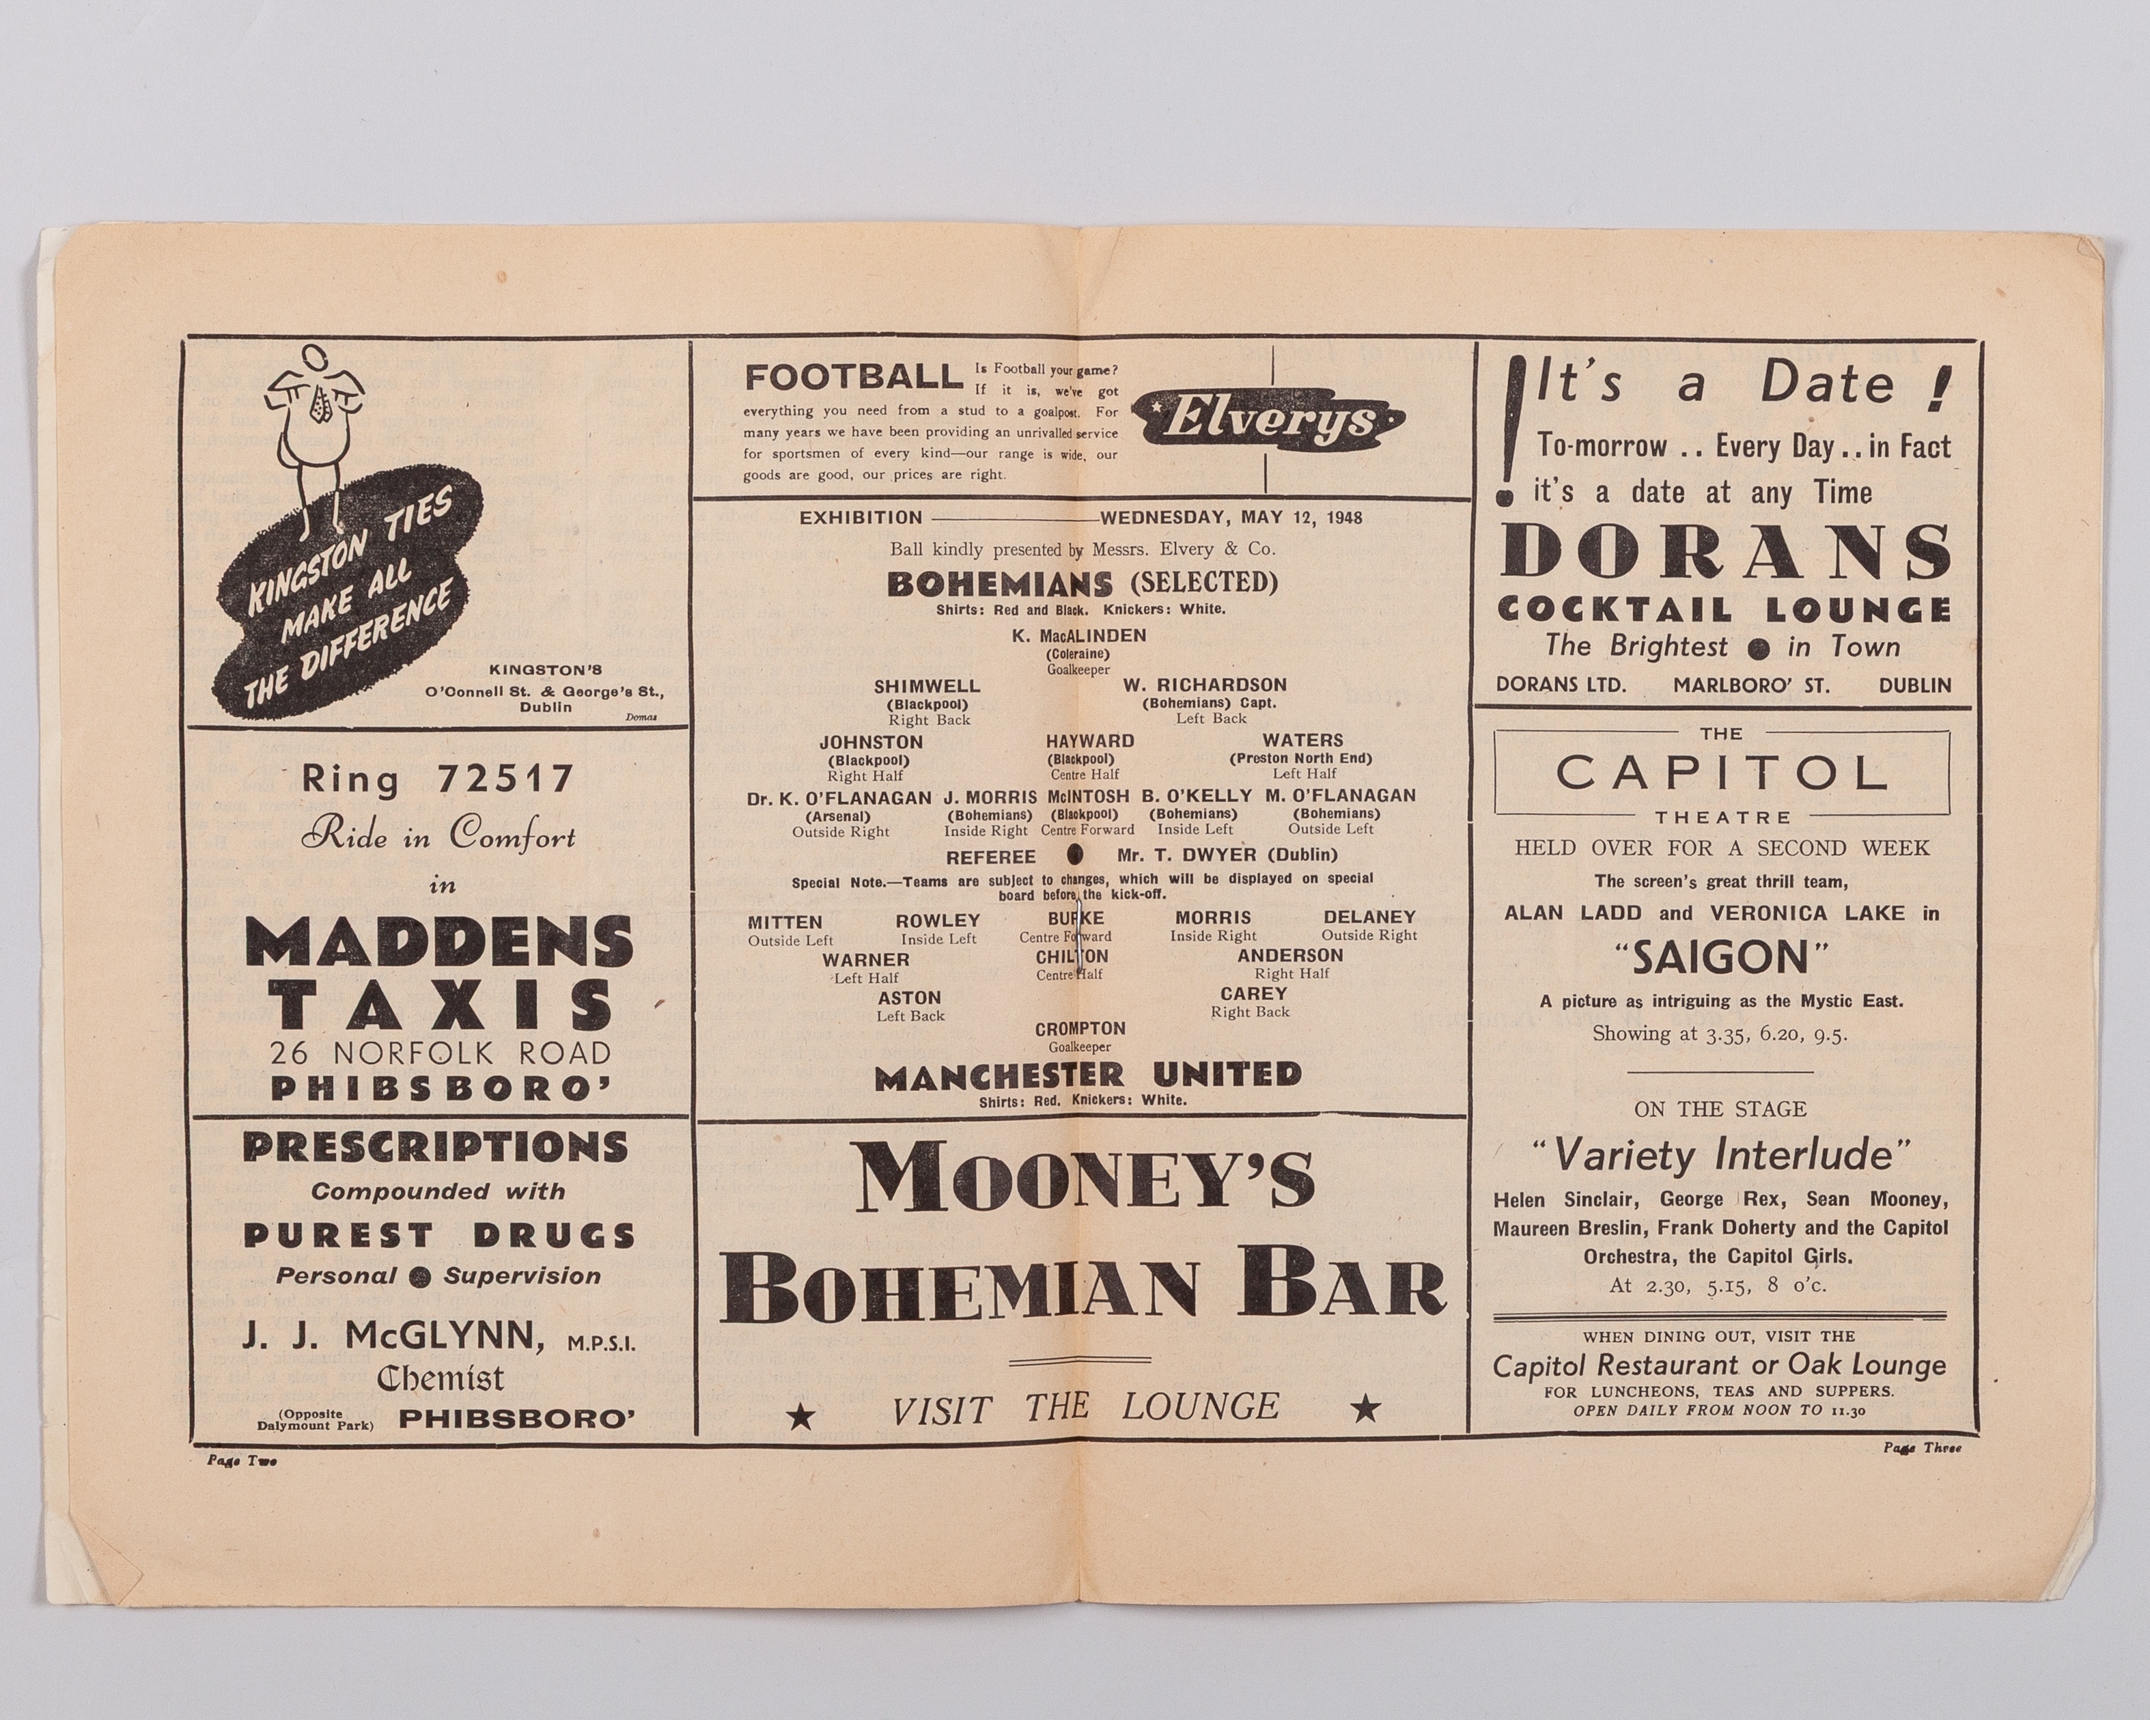 KINGSTON TIES
MAKE ALL
THE DIFFERENCE
KINGSTON'S
O'Connell St. & George's St.,
Dublin
Domas
Ring 72517
Ride in Comfort
in
MADDENS
TAXIS
26 NORFOLK ROAD
PHIBSBORO'
PRESCRIPTIONS
Compounded with
PUREST DRUGS
Personal ● Supervision
J. J. McGLYNN, M.P.S.I.
Chemist
(Opposite
Dalymount Park) PHIBSBORO'
Page Two
FOOTBALL Is Football your game?
If it is, we've got
everything you need from a stud to a goalpost. For
many years we have been providing an unrivalled service
for sportsmen of every kind—our range is wide, our
goods are good, our prices are right.
Elverys
EXHIBITION ——— WEDNESDAY, MAY 12, 1948
Ball kindly presented by Messrs. Elvery & Co.
BOHEMIANS (SELECTED)
Shirts: Red and Black. Knickers: White.
K. MacALINDEN
(Coleraine)
Goalkeeper
SHIMWELL W. RICHARDSON
(Blackpool) (Bohemians) Capt.
Right Back Left Back
JOHNSTON HAYWARD WATERS
(Blackpool) (Blackpool) (Preston North End)
Right Half Centre Half Left Half
Dr. K. O'FLANAGAN J. MORRIS McINTOSH B. O'KELLY M. O'FLANAGAN
(Arsenal) (Bohemians) (Blackpool) (Bohemians) (Bohemians)
Outside Right Inside Right Centre Forward Inside Left Outside Left
REFEREE ● Mr. T. DWYER (Dublin)
Special Note.—Teams are subject to changes, which will be displayed on special
board before the kick-off.
MITTEN ROWLEY BURKE MORRIS DELANEY
Outside Left Inside Left Centre Forward Inside Right Outside Right
WARNER CHILTON ANDERSON
Left Half Centre Half Right Half
ASTON CAREY
Left Back Right Back
CROMPTON
Goalkeeper
MANCHESTER UNITED
Shirts: Red. Knickers: White.
MOONEY'S
BOHEMIAN BAR
★ VISIT THE LOUNGE ★
! It's a Date !
To-morrow .. Every Day .. in Fact
it's a date at any Time
DORANS
COCKTAIL LOUNGE
The Brightest ● in Town
DORANS LTD. MARLBORO' ST. DUBLIN
THE
CAPITOL
THEATRE
HELD OVER FOR A SECOND WEEK
The screen's great thrill team,
ALAN LADD and VERONICA LAKE in
"SAIGON"
A picture as intriguing as the Mystic East.
Showing at 3.35, 6.20, 9.5.
ON THE STAGE
"Variety Interlude"
Helen Sinclair, George Rex, Sean Mooney,
Maureen Breslin, Frank Doherty and the Capitol
Orchestra, the Capitol Girls.
At 2.30, 5.15, 8 o'c.
WHEN DINING OUT, VISIT THE
Capitol Restaurant or Oak Lounge
FOR LUNCHEONS, TEAS AND SUPPERS.
OPEN DAILY FROM NOON TO 11.30
Page Three